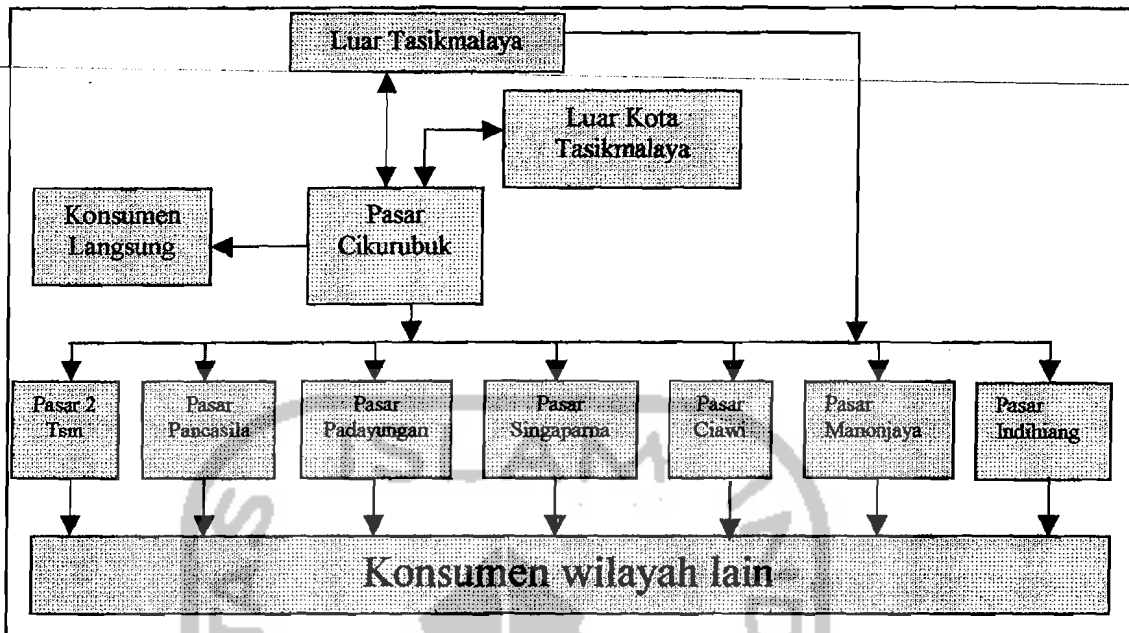 Luar Tasikmalaya
Luar Kota
Tasikmalaya
Konsumen
Langsung
Pasar
Cikurubuk
Pasar 2
Tsm
Pasar
Pancasila
Pasar
Padayungan
Pasar
Singaparna
Pasar
Ciawi
Pasar
Manonjaya
Pasar
Indihiang
ISLAM
Konsumen wilayah lain